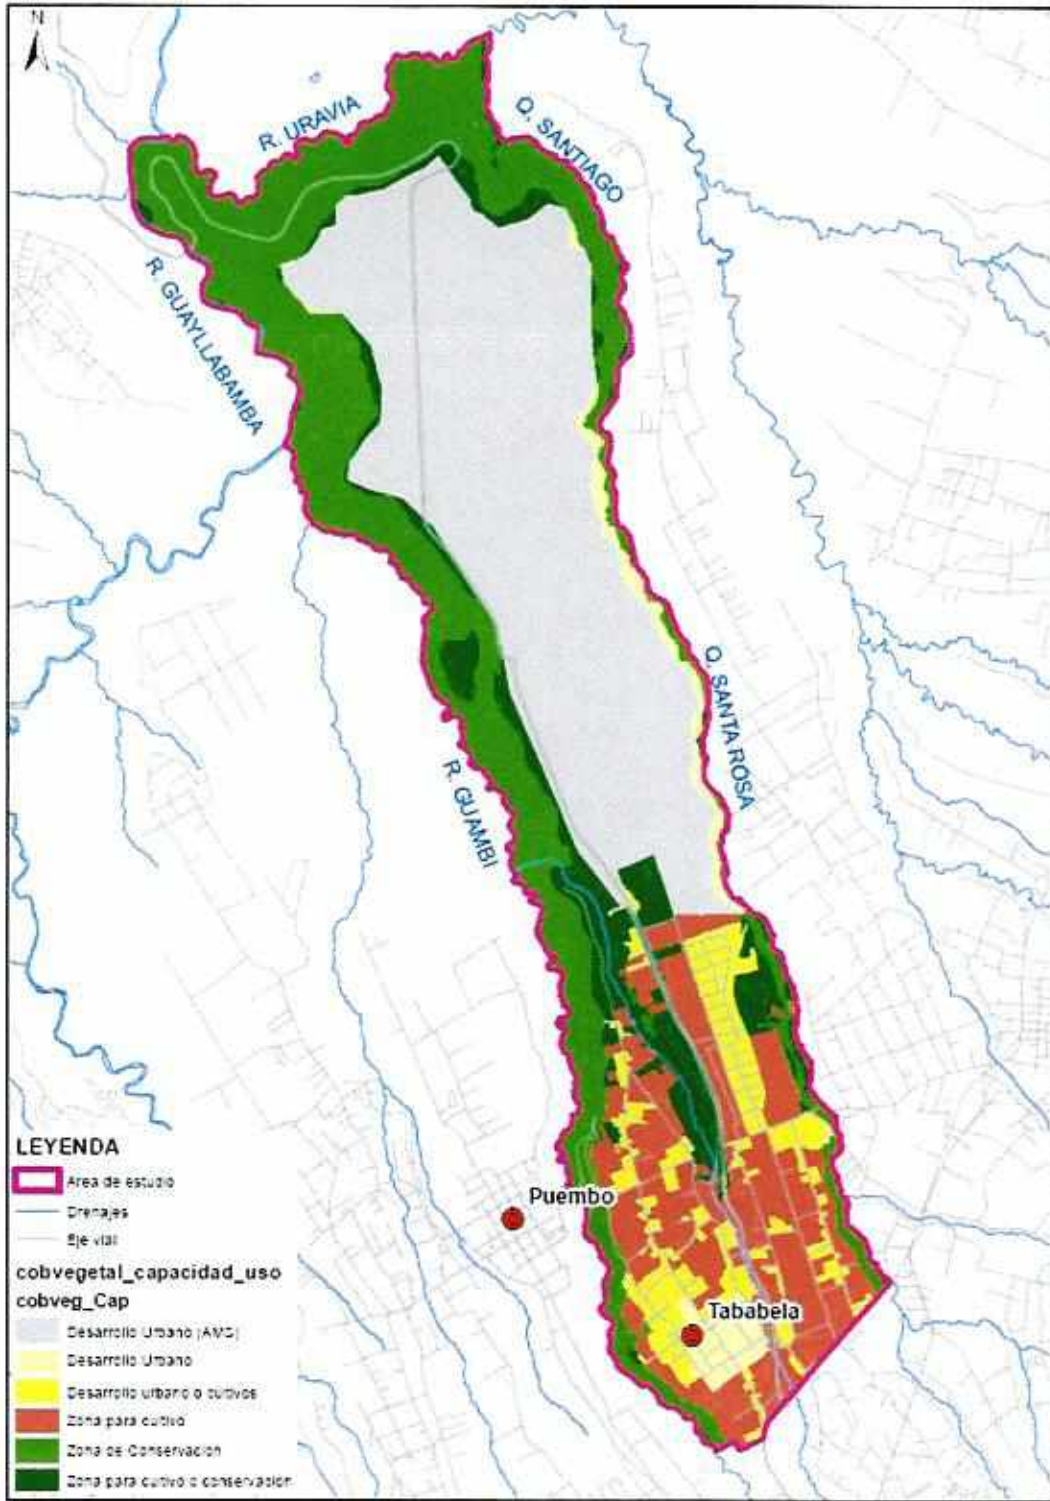 N
R. URAVIA
Q. SANTIAGO
R. GUAYLLABAMBA
Q. SANTA ROSA
R. GUAMBI
Puembo
Tababela
LEYENDA
Area de estudio
Drenajes
Eje vial
cobvegetal_capacidad_uso
cobveg_Cap
Desarrollo Urbano (AMS)
Desarrollo Urbano
Desarrollo urbano o cultivos
Zona para cultivo
Zona de Conservacion
Zona para cultivo o conservacion